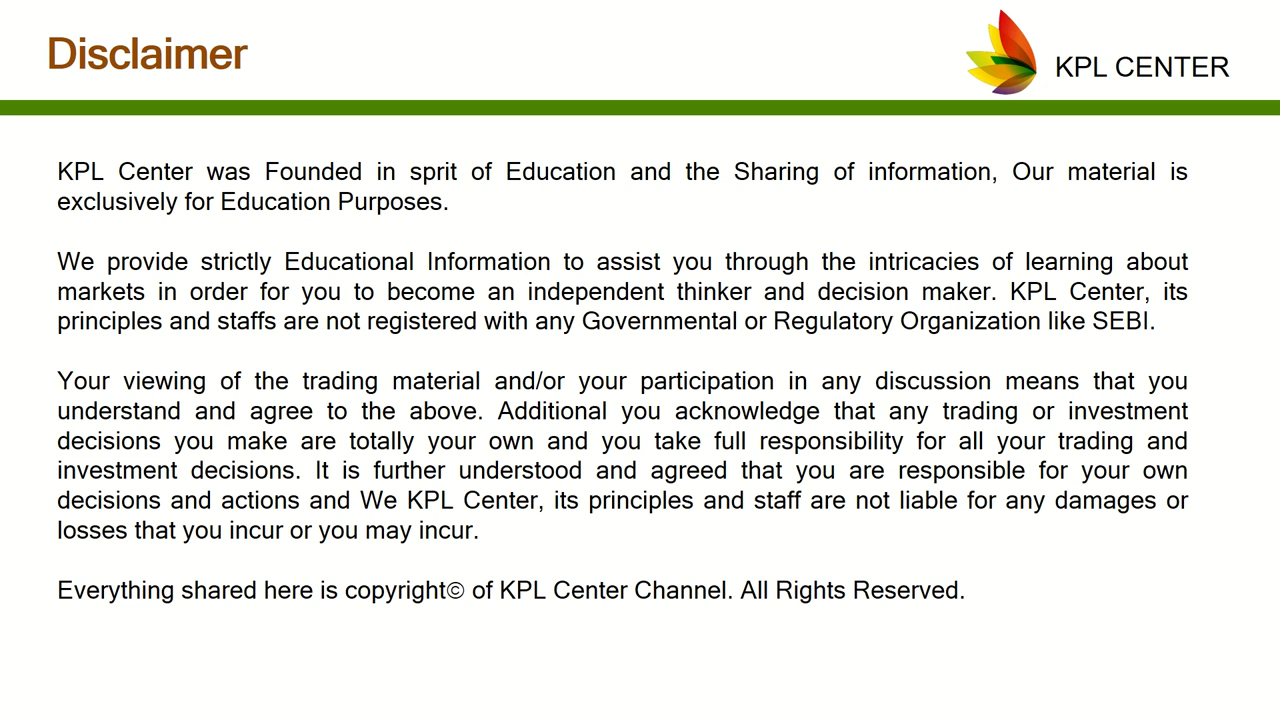 Disclaimer
KPL CENTER
KPL Center was Founded in sprit of Education and the Sharing of information, Our material is
exclusively for Education Purposes.
We provide strictly Educational Information to assist you through the intricacies of learning about
markets in order for you to become an independent thinker and decision maker. KPL Center, its
principles and staffs are not registered with any Governmental or Regulatory Organization like SEBI.
Your viewing of the trading material and/or your participation in any discussion means that you
understand and agree to the above. Additional you acknowledge that any trading or investment
decisions you make are totally your own and you take full responsibility for all your trading and
investment decisions. It is further understood and agreed that you are responsible for your own
decisions and actions and We KPL Center, its principles and staff are not liable for any damages or
losses that you incur or you may incur.
Everything shared here is copyright© of KPL Center Channel. All Rights Reserved.